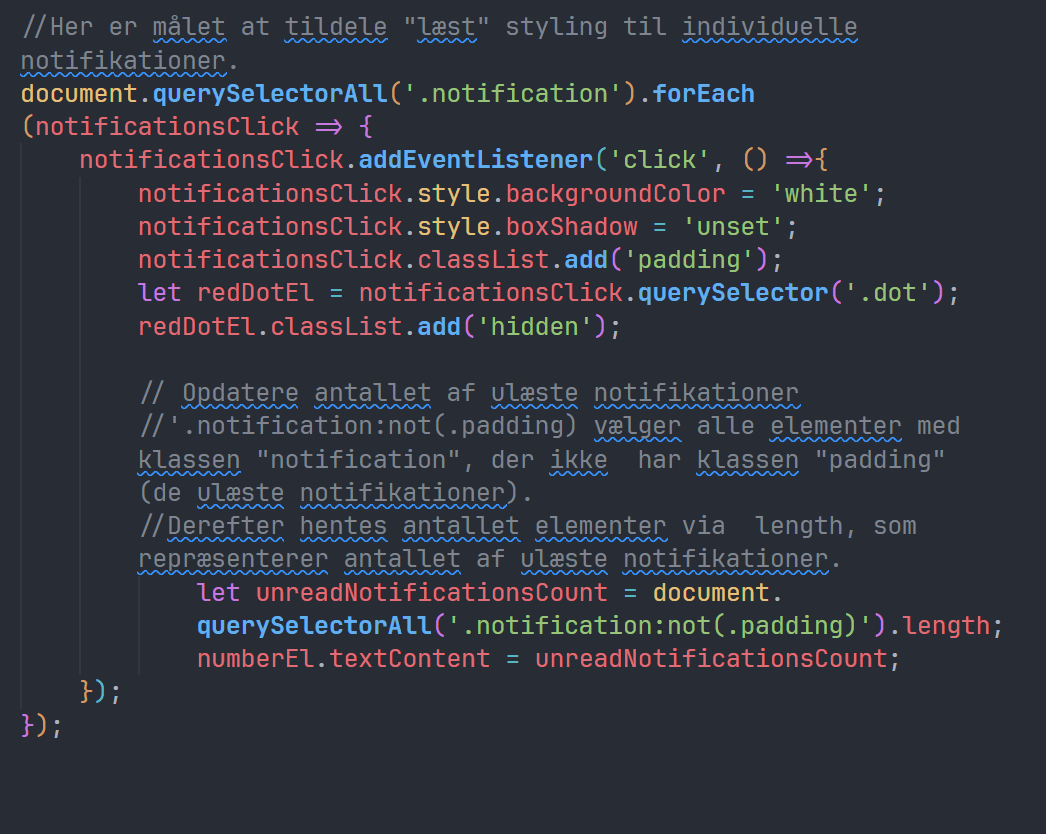 //Her er målet at tildele "læst" styling til individuelle
notifikationer.
document.querySelectorAll('.notification').forEach
(notificationsClick => {
    notificationsClick.addEventListener('click', () =>{
        notificationsClick.style.backgroundColor = 'white';
        notificationsClick.style.boxShadow = 'unset';
        notificationsClick.classList.add('padding');
        let redDotEl = notificationsClick.querySelector('.dot');
        redDotEl.classList.add('hidden');

        // Opdatere antallet af ulæste notifikationer
        //'.notification:not(.padding) vælger alle elementer med
        klassen "notification", der ikke  har klassen "padding"
        (de ulæste notifikationer).
        //Derefter hentes antallet elementer via  length, som
        repræsenterer antallet af ulæste notifikationer.
            let unreadNotificationsCount = document.
            querySelectorAll('.notification:not(.padding)').length;
            numberEl.textContent = unreadNotificationsCount;
    });
});